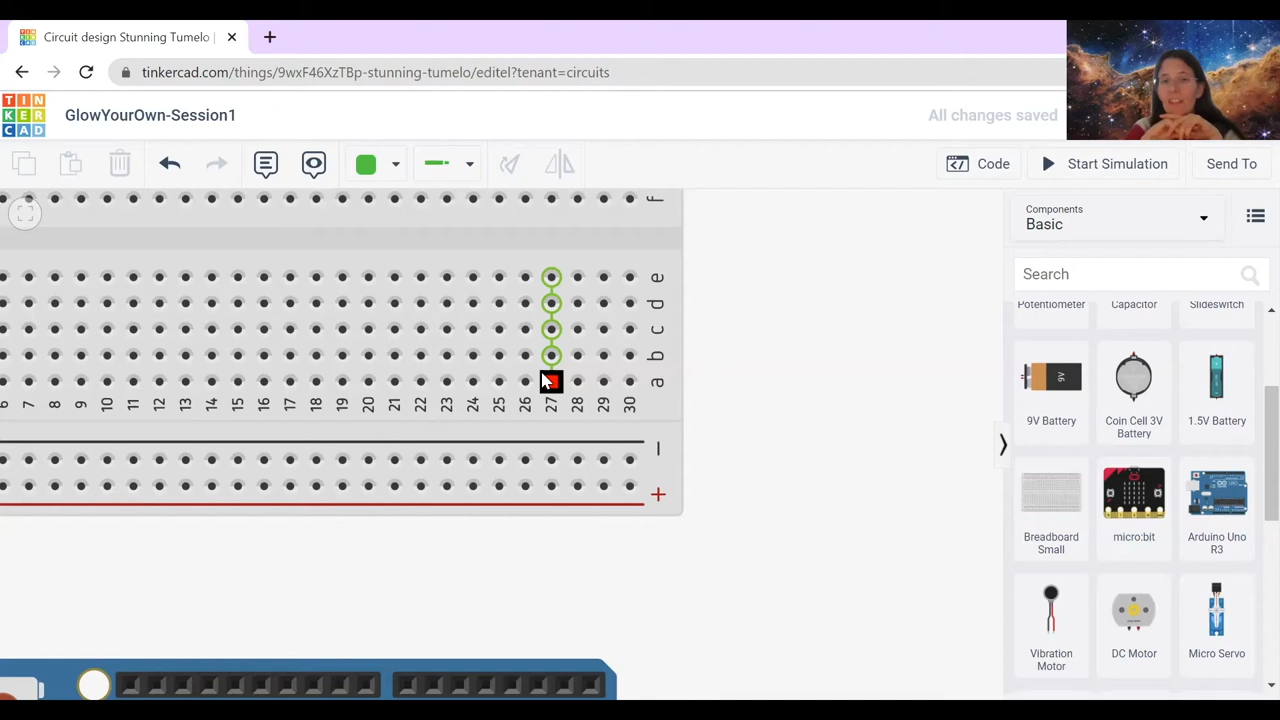 Circuit design Stunning Tumelo |
tinkercad.com/things/9wxF46XzTBp-stunning-tumelo/editel?tenant=circuits
TIN
KER
CAD
GlowYourOwn-Session1
All changes saved
Code
Start Simulation
Send To
Components
Basic
Search
Potentiometer
Capacitor
Slideswitch
9V
9V Battery
Coin Cell 3V
Battery
1.5V Battery
Breadboard
Small
micro:bit
Arduino Uno
R3
Vibration
Motor
DC Motor
Micro Servo
f
e
d
c
b
a
6 7 8 9 10 11 12 13 14 15 16 17 18 19 20 21 22 23 24 25 26 27 28 29 30
−
+